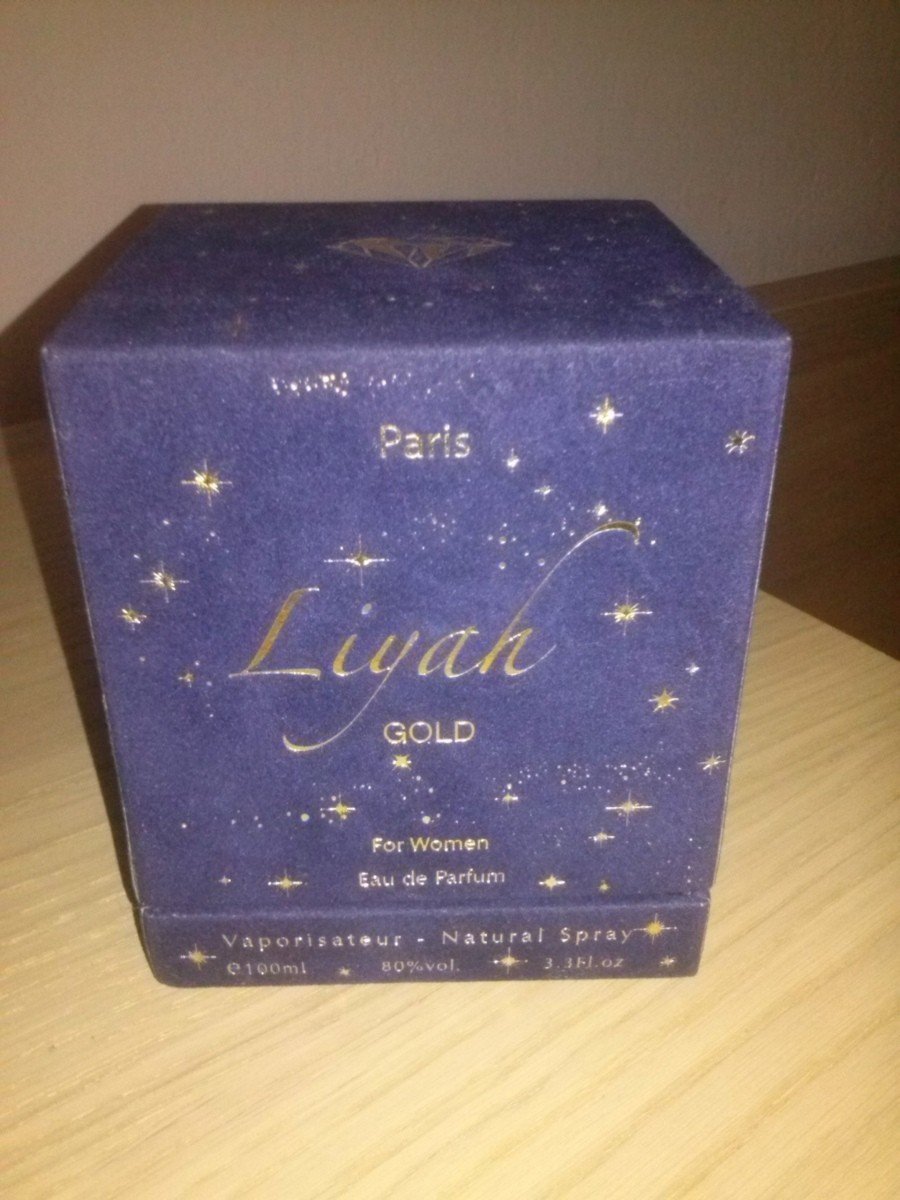 Paris
Liyah
GOLD
For Women
Eau de Parfum
Vaporisateur - Natural Spray
℮100ml 80%vol. 3.3Fl.oz